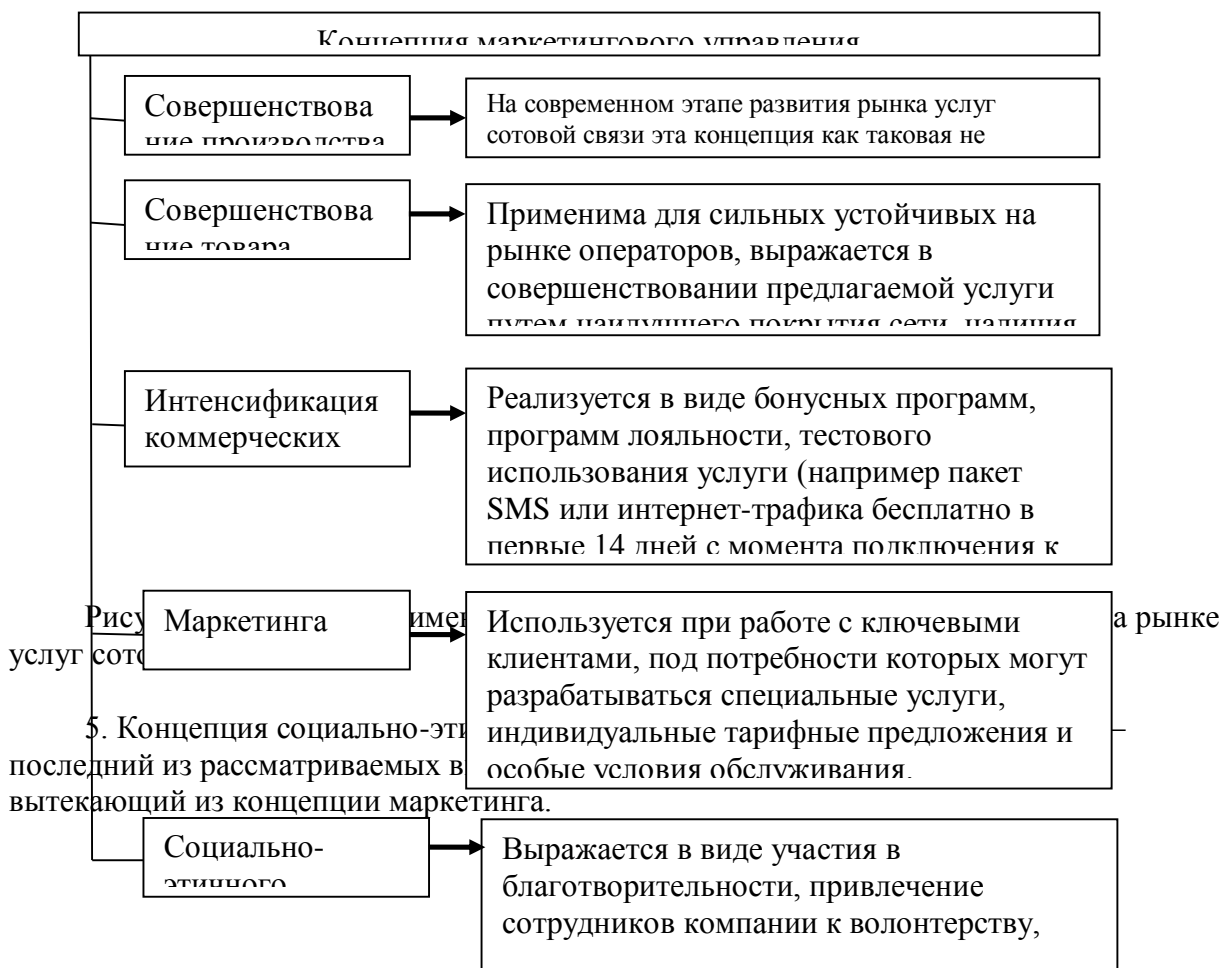 Концепция маркетингового управления
Совершенствова
ние производства
На современном этапе развития рынка услуг
сотовой связи эта концепция как таковая не
Совершенствова
ние товара
Применима для сильных устойчивых на
рынке операторов, выражается в
совершенствовании предлагаемой услуги
путем наилучшего покрытия сети, наличия
Интенсификация
коммерческих
Реализуется в виде бонусных программ,
программ лояльности, тестового
использования услуги (например пакет
SMS или интернет-трафика бесплатно в
первые 14 дней с момента подключения к
Маркетинга
Используется при работе с ключевыми
клиентами, под потребности которых могут
разрабатываться специальные услуги,
индивидуальные тарифные предложения и
особые условия обслуживания.
а рынке
услуг
5. Концепция –
последний из рассматриваемых
вытекающий из концепции маркетинга.
Социально-
этичного
Выражается в виде участия в
благотворительности, привлечение
сотрудников компании к волонтерству,